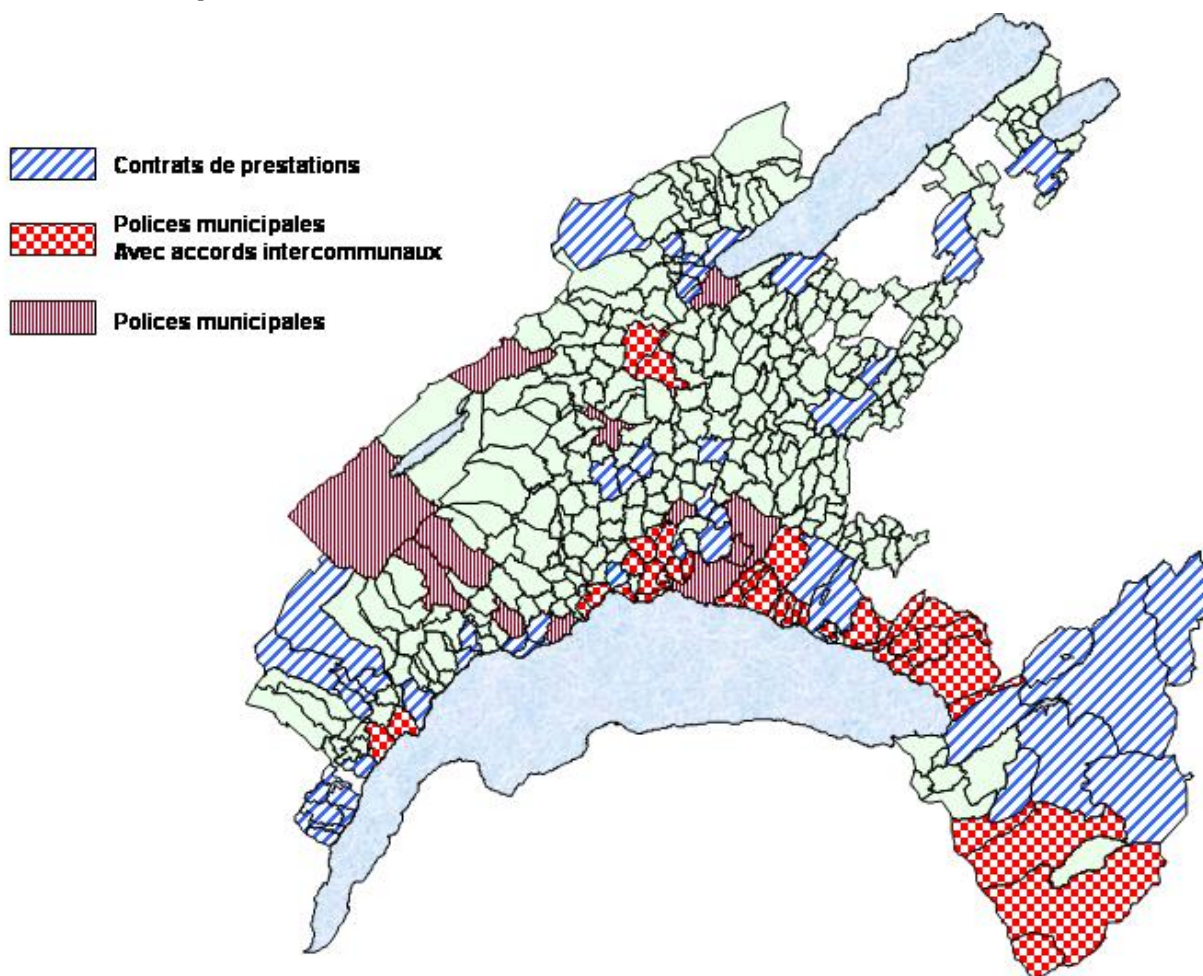 Contrats de prestations
Polices municipales
Avec accords intercommunaux
Polices municipales